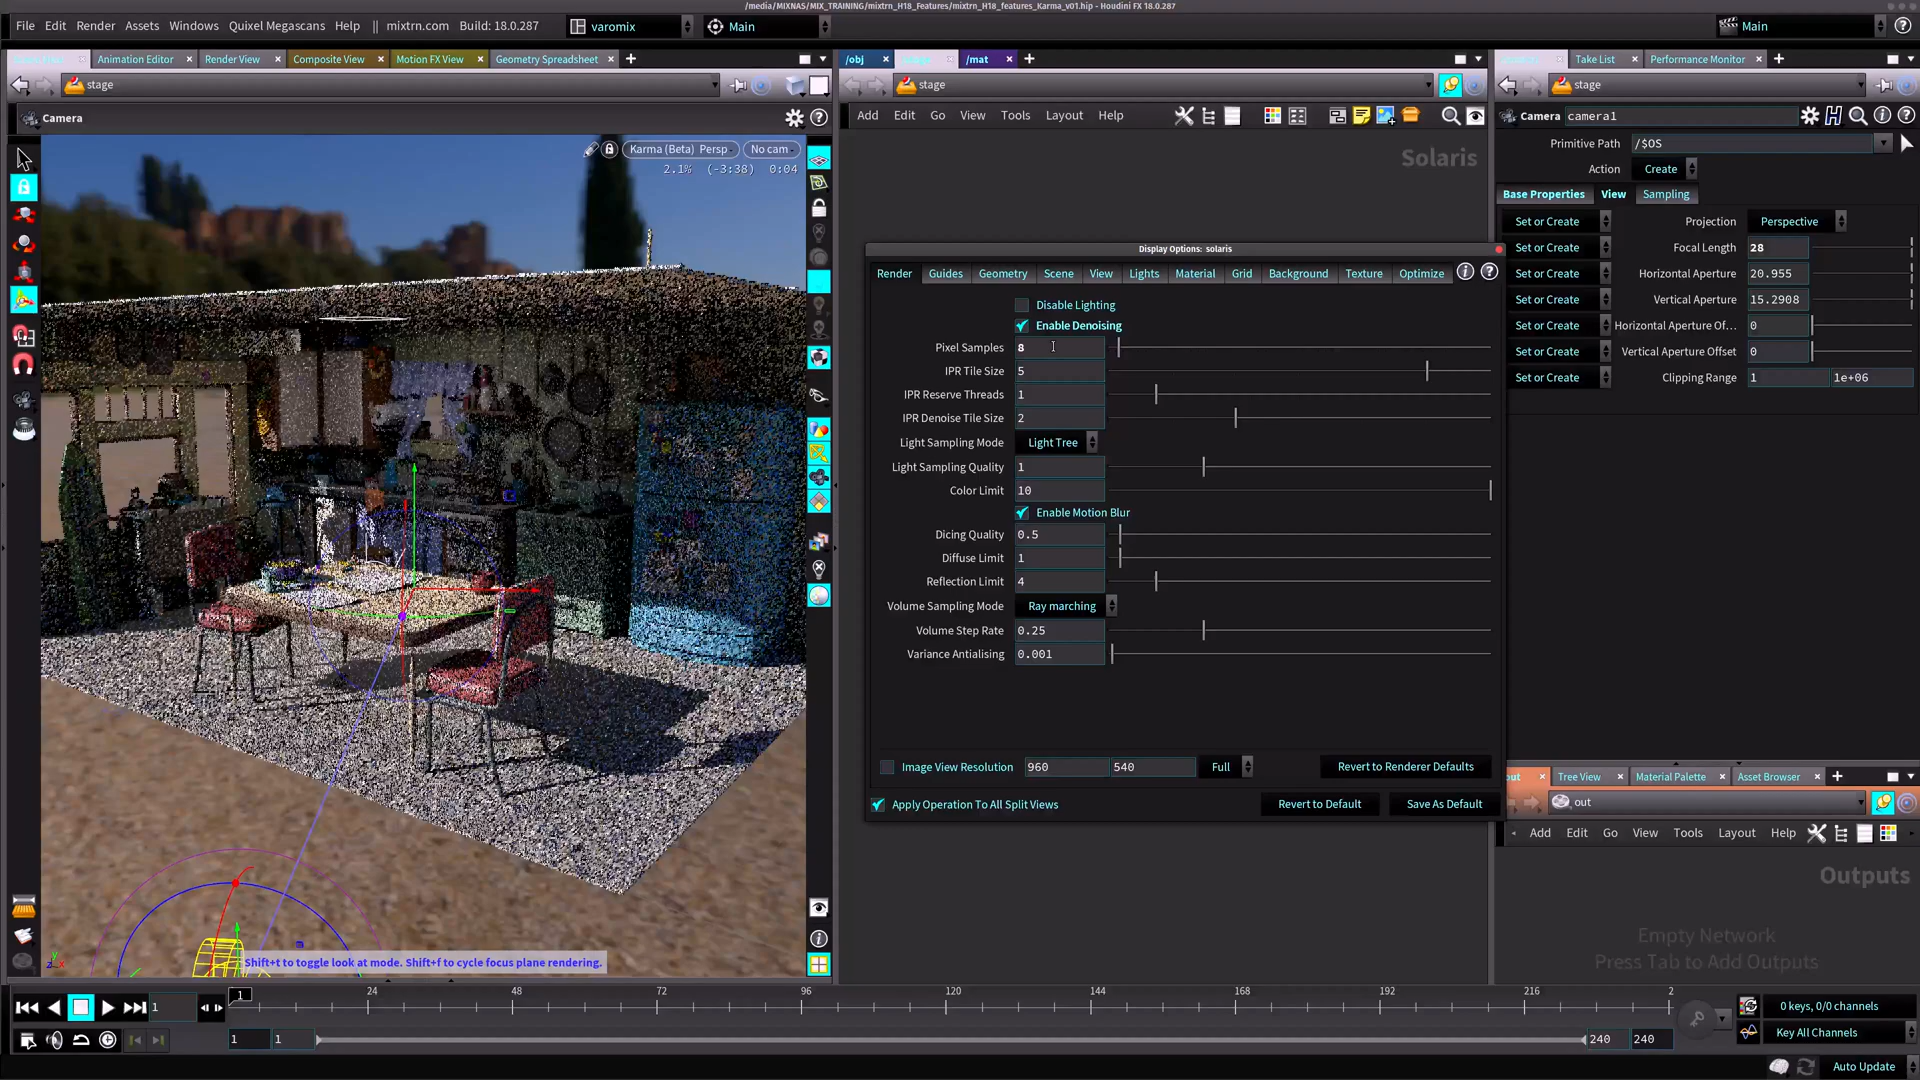 /media/MIXNAS/MIX_TRAINING/mixtrn_H18_Features/mixtrn_H18_features_Karma_v01.hip - Houdini FX 18.0.287
File Edit Render Assets Windows Quixel Megascans Help || mixtrn.com Build: 18.0.287 varomix Main Main
Animation Editor Render View Composite View Motion FX View Geometry Spreadsheet
/obj /mat
Take List Performance Monitor
stage
stage
stage
Camera
Add Edit Go View Tools Layout Help
Camera camera1
Karma (Beta) Persp No cam
2.1% (-3:38) 0:04
Solaris
Primitive Path /$OS
Action Create
Base Properties View Sampling
Set or Create Projection Perspective
Set or Create Focal Length 28
Set or Create Horizontal Aperture 20.955
Set or Create Vertical Aperture 15.2908
Set or Create Horizontal Aperture Of... 0
Set or Create Vertical Aperture Offset 0
Set or Create Clipping Range 1 1e+06
Display Options: solaris
Render Guides Geometry Scene View Lights Material Grid Background Texture Optimize
Disable Lighting
Enable Denoising
Pixel Samples 8
IPR Tile Size 5
IPR Reserve Threads 1
IPR Denoise Tile Size 2
Light Sampling Mode Light Tree
Light Sampling Quality 1
Color Limit 10
Enable Motion Blur
Dicing Quality 0.5
Diffuse Limit 1
Reflection Limit 4
Volume Sampling Mode Ray marching
Volume Step Rate 0.25
Variance Antialising 0.001
Image View Resolution 960 540 Full Revert to Renderer Defaults
Apply Operation To All Split Views Revert to Default Save As Default
out Tree View Material Palette Asset Browser
out
Add Edit Go View Tools Layout Help
Outputs
Empty Network
Press Tab to Add Outputs
Shift+t to toggle look at mode. Shift+f to cycle focus plane rendering.
1 1 24 48 72 96 120 144 168 192 216 2
0 keys, 0/0 channels
1 1 240 240 Key All Channels
Auto Update